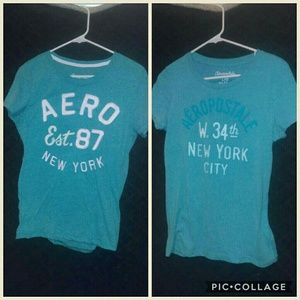 AERO
Est. 87
NEW YORK
AEROPOSTALE
W. 34th
NEW YORK
CITY
PIC•COLLAGE